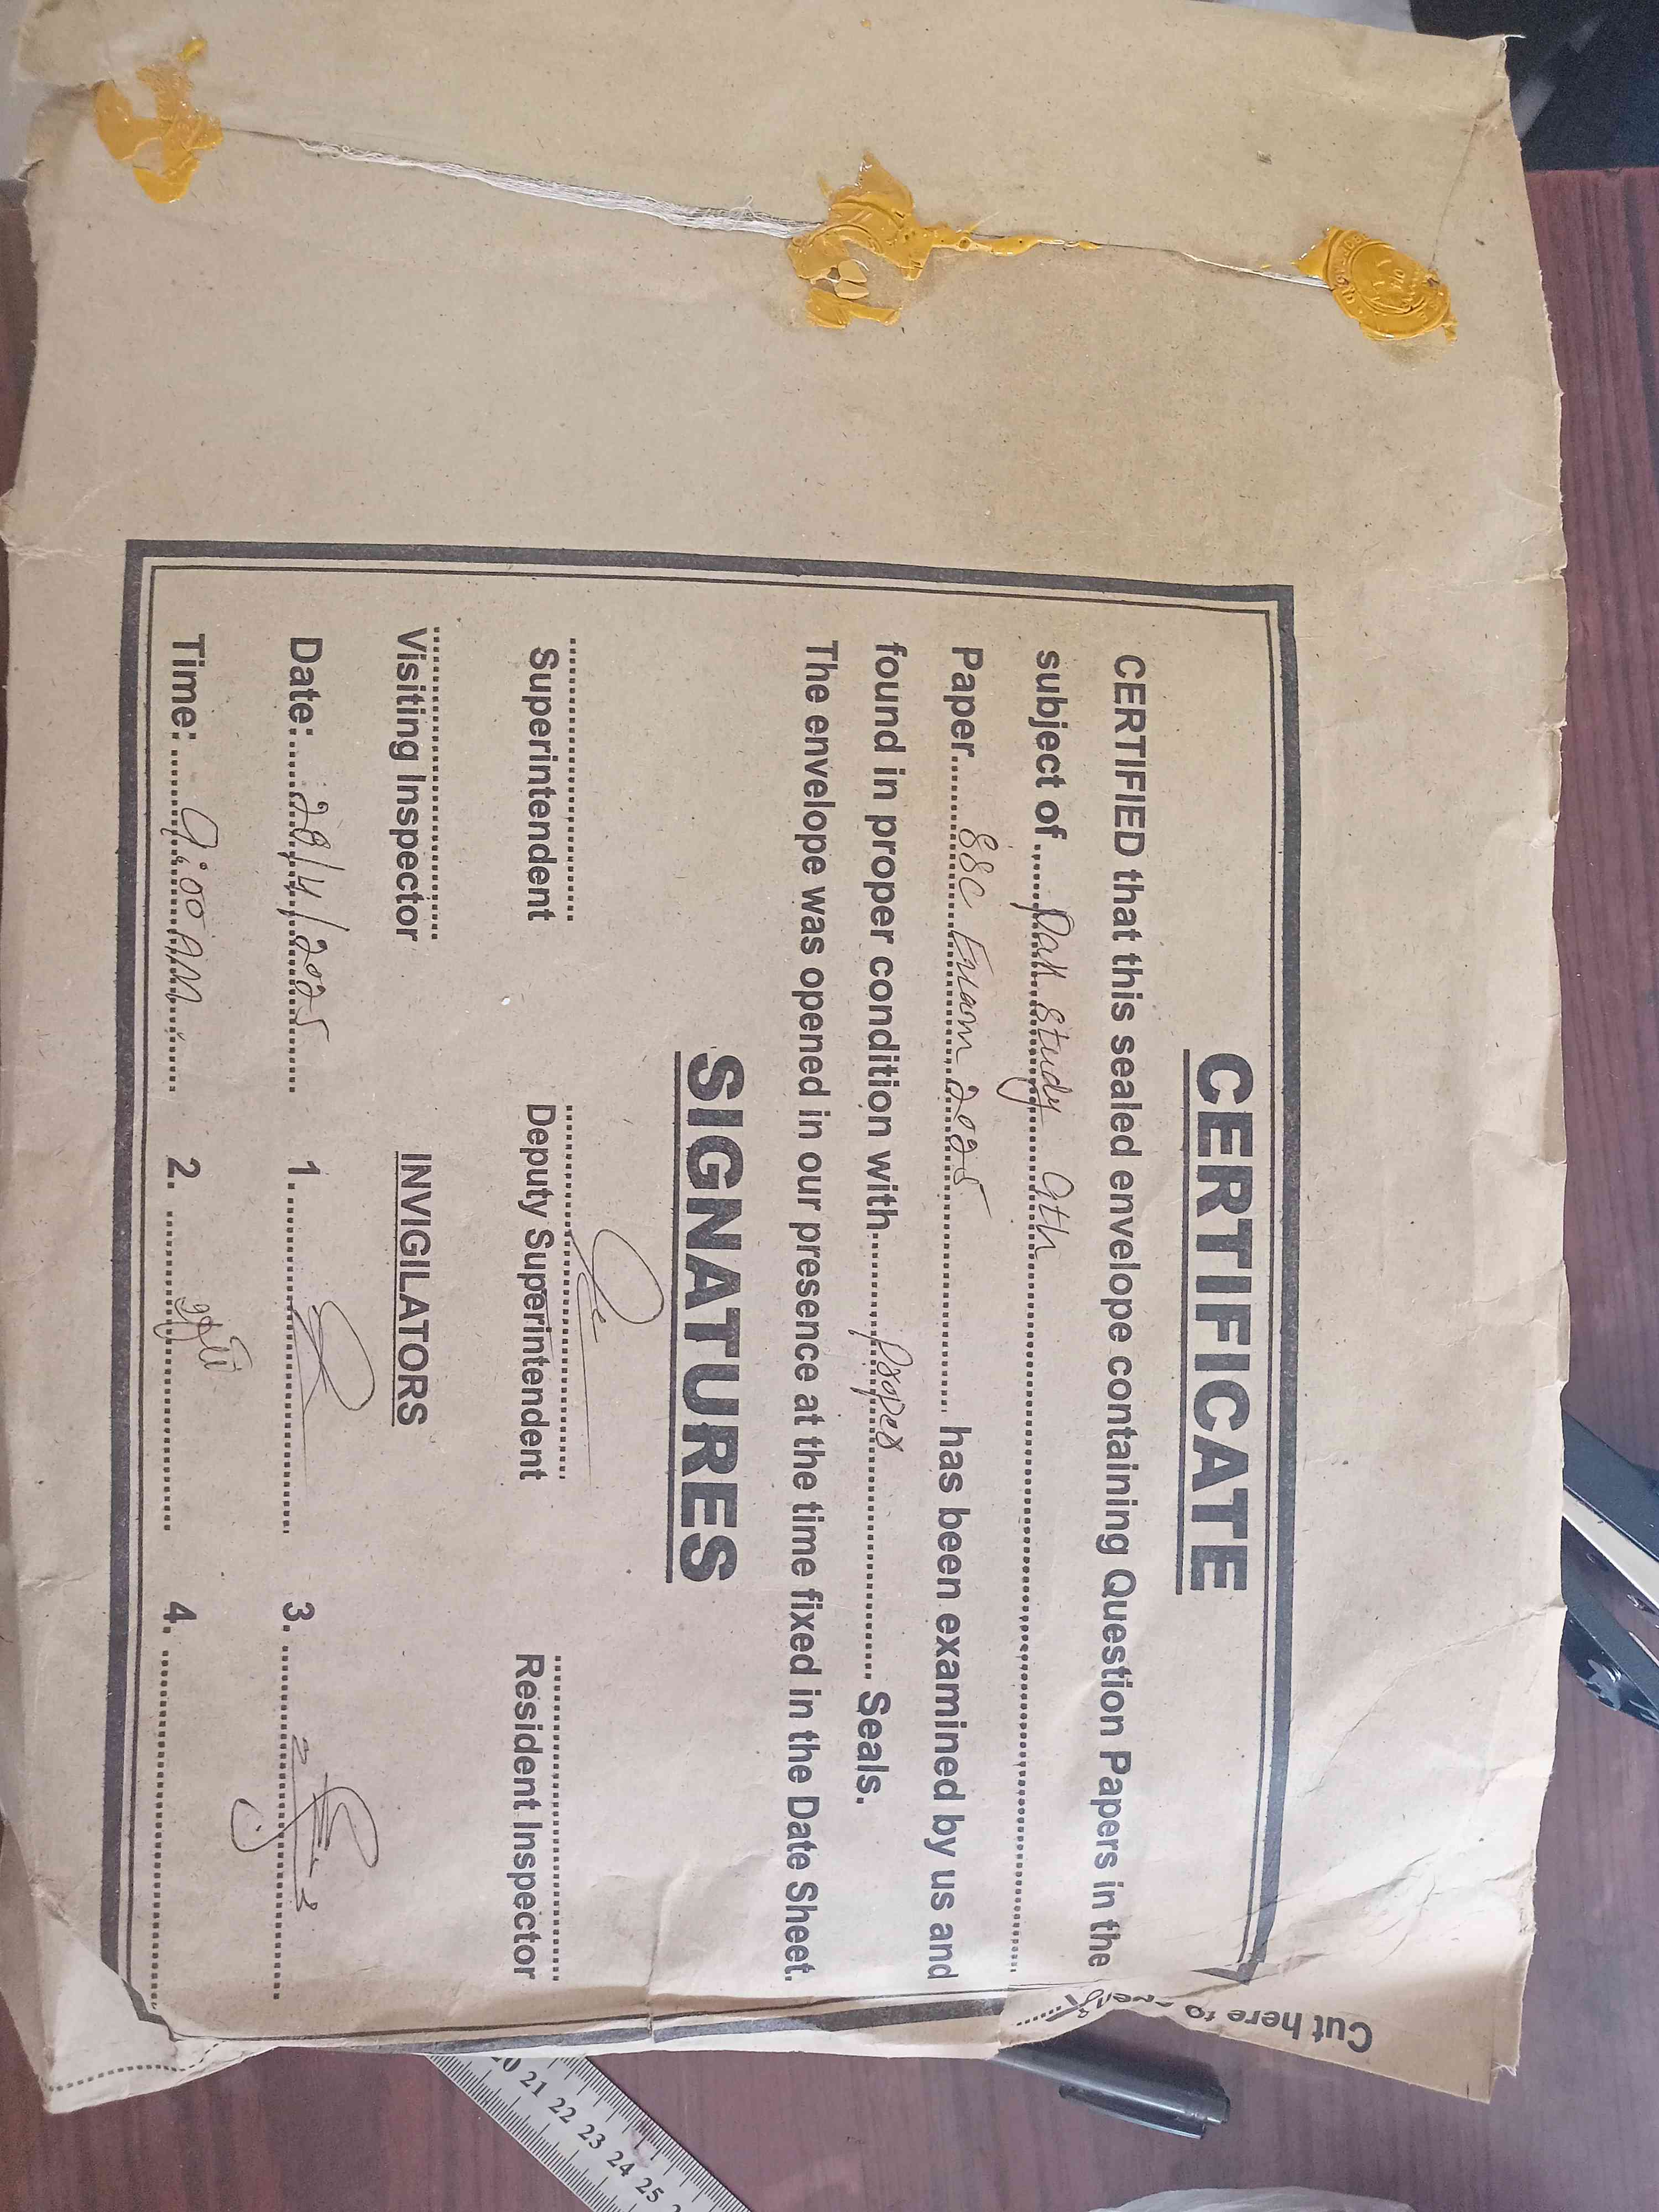 CERTIFICATE
CERTIFIED that this sealed envelope containing Question Papers in the
subject of ..... Pak study 9th .....
Paper..... SSC Enaam 2025 ..... has been examined by us and
found in proper condition with..... proper ..... Seals.
The envelope was opened in our presence at the time fixed in the Date Sheet.
SIGNATURES
Superintendent Deputy Superintendent Resident Inspector
Visiting Inspector INVIGILATORS
Date: 28/4/2025 1. 3.
Time: 9:00 AM 2. 4.
Cut here to
20 21 22 23 24 25